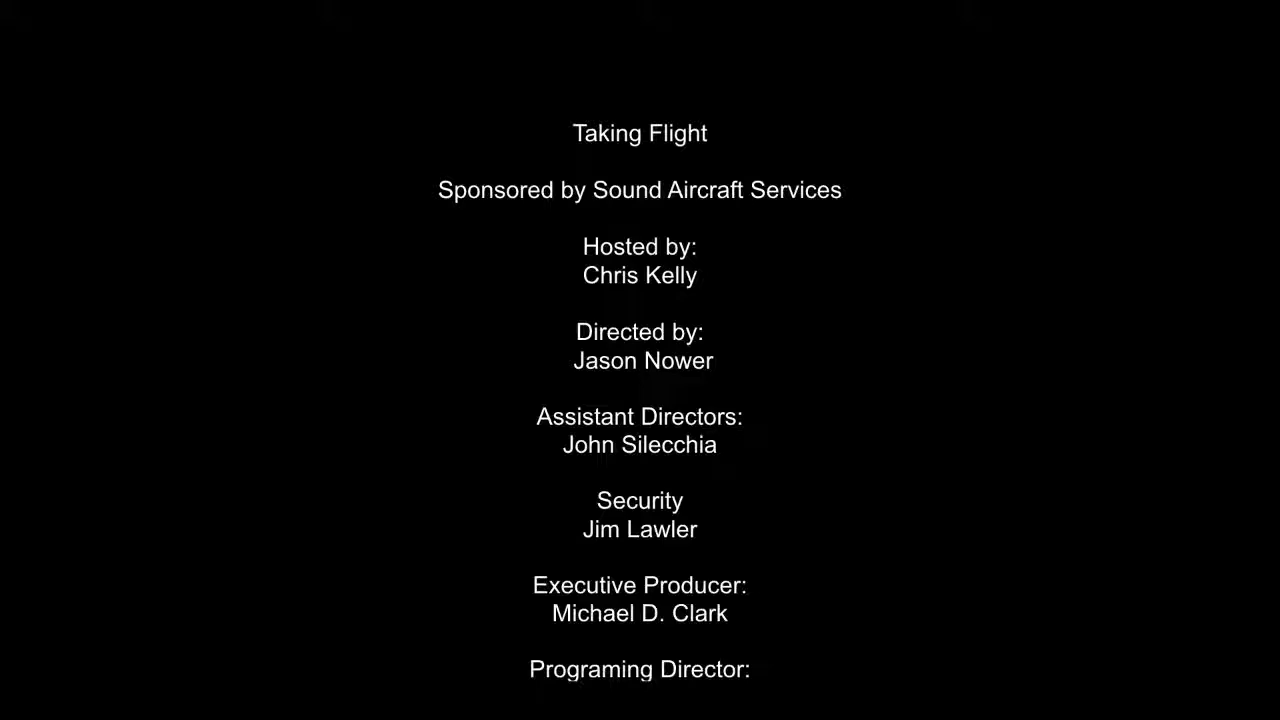 Taking Flight
Sponsored by Sound Aircraft Services
Hosted by:
Chris Kelly
Directed by:
Jason Nower
Assistant Directors:
John Silecchia
Security
Jim Lawler
Executive Producer:
Michael D. Clark
Programing Director: